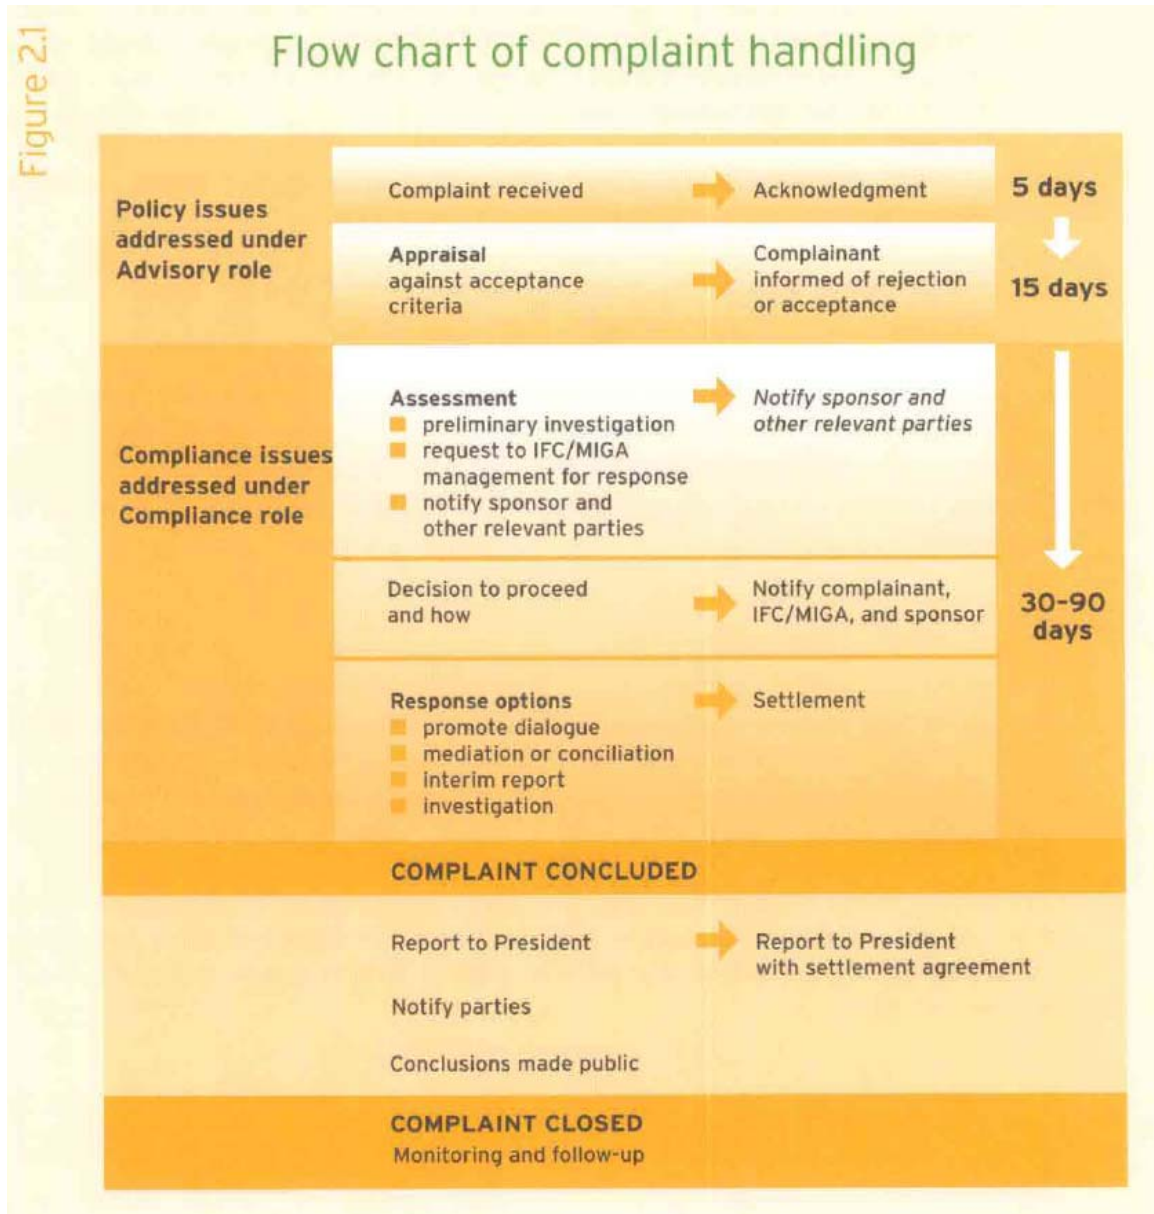 Figure 2.1
Flow chart of complaint handling
Policy issues
addressed under
Advisory role
Complaint received
Acknowledgment
5 days
Appraisal
against acceptance
criteria
Complainant
informed of rejection
or acceptance
15 days
Compliance issues
addressed under
Compliance role
Assessment
preliminary investigation
request to IFC/MIGA
management for response
notify sponsor and
other relevant parties
Notify sponsor and
other relevant parties
Decision to proceed
and how
Notify complainant,
IFC/MIGA, and sponsor
30-90
days
Response options
promote dialogue
mediation or conciliation
interim report
investigation
Settlement
COMPLAINT CONCLUDED
Report to President
Report to President
with settlement agreement
Notify parties
Conclusions made public
COMPLAINT CLOSED
Monitoring and follow-up